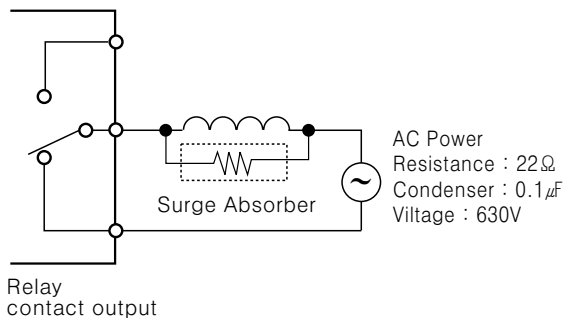 AC Power
Resistance : 22Ω
Condenser : 0.1㎌
Viltage : 630V
Surge Absorber
Relay
contact output